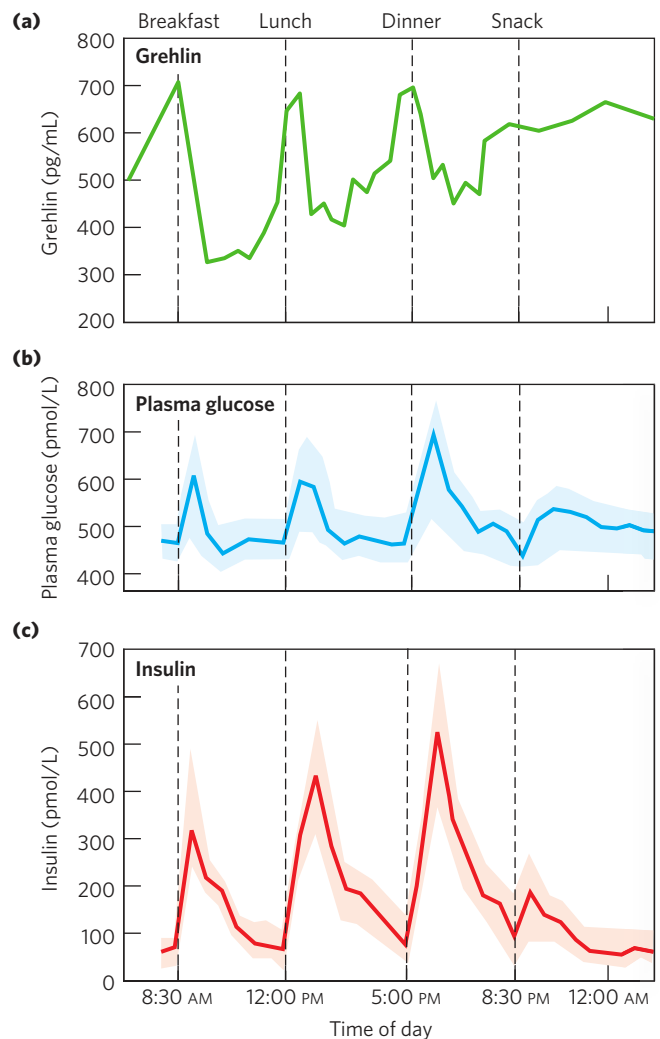 Breakfast Lunch Dinner Snack
(a)
800
Grehlin
700
600
500
400
300
200
Grehlin (pg/mL)
(b)
800
Plasma glucose
700
600
500
400
Plasma glucose (pmol/L)
(c)
700
Insulin
600
500
400
300
200
100
0
Insulin (pmol/L)
8:30 AM 12:00 PM 5:00 PM 8:30 PM 12:00 AM
Time of day